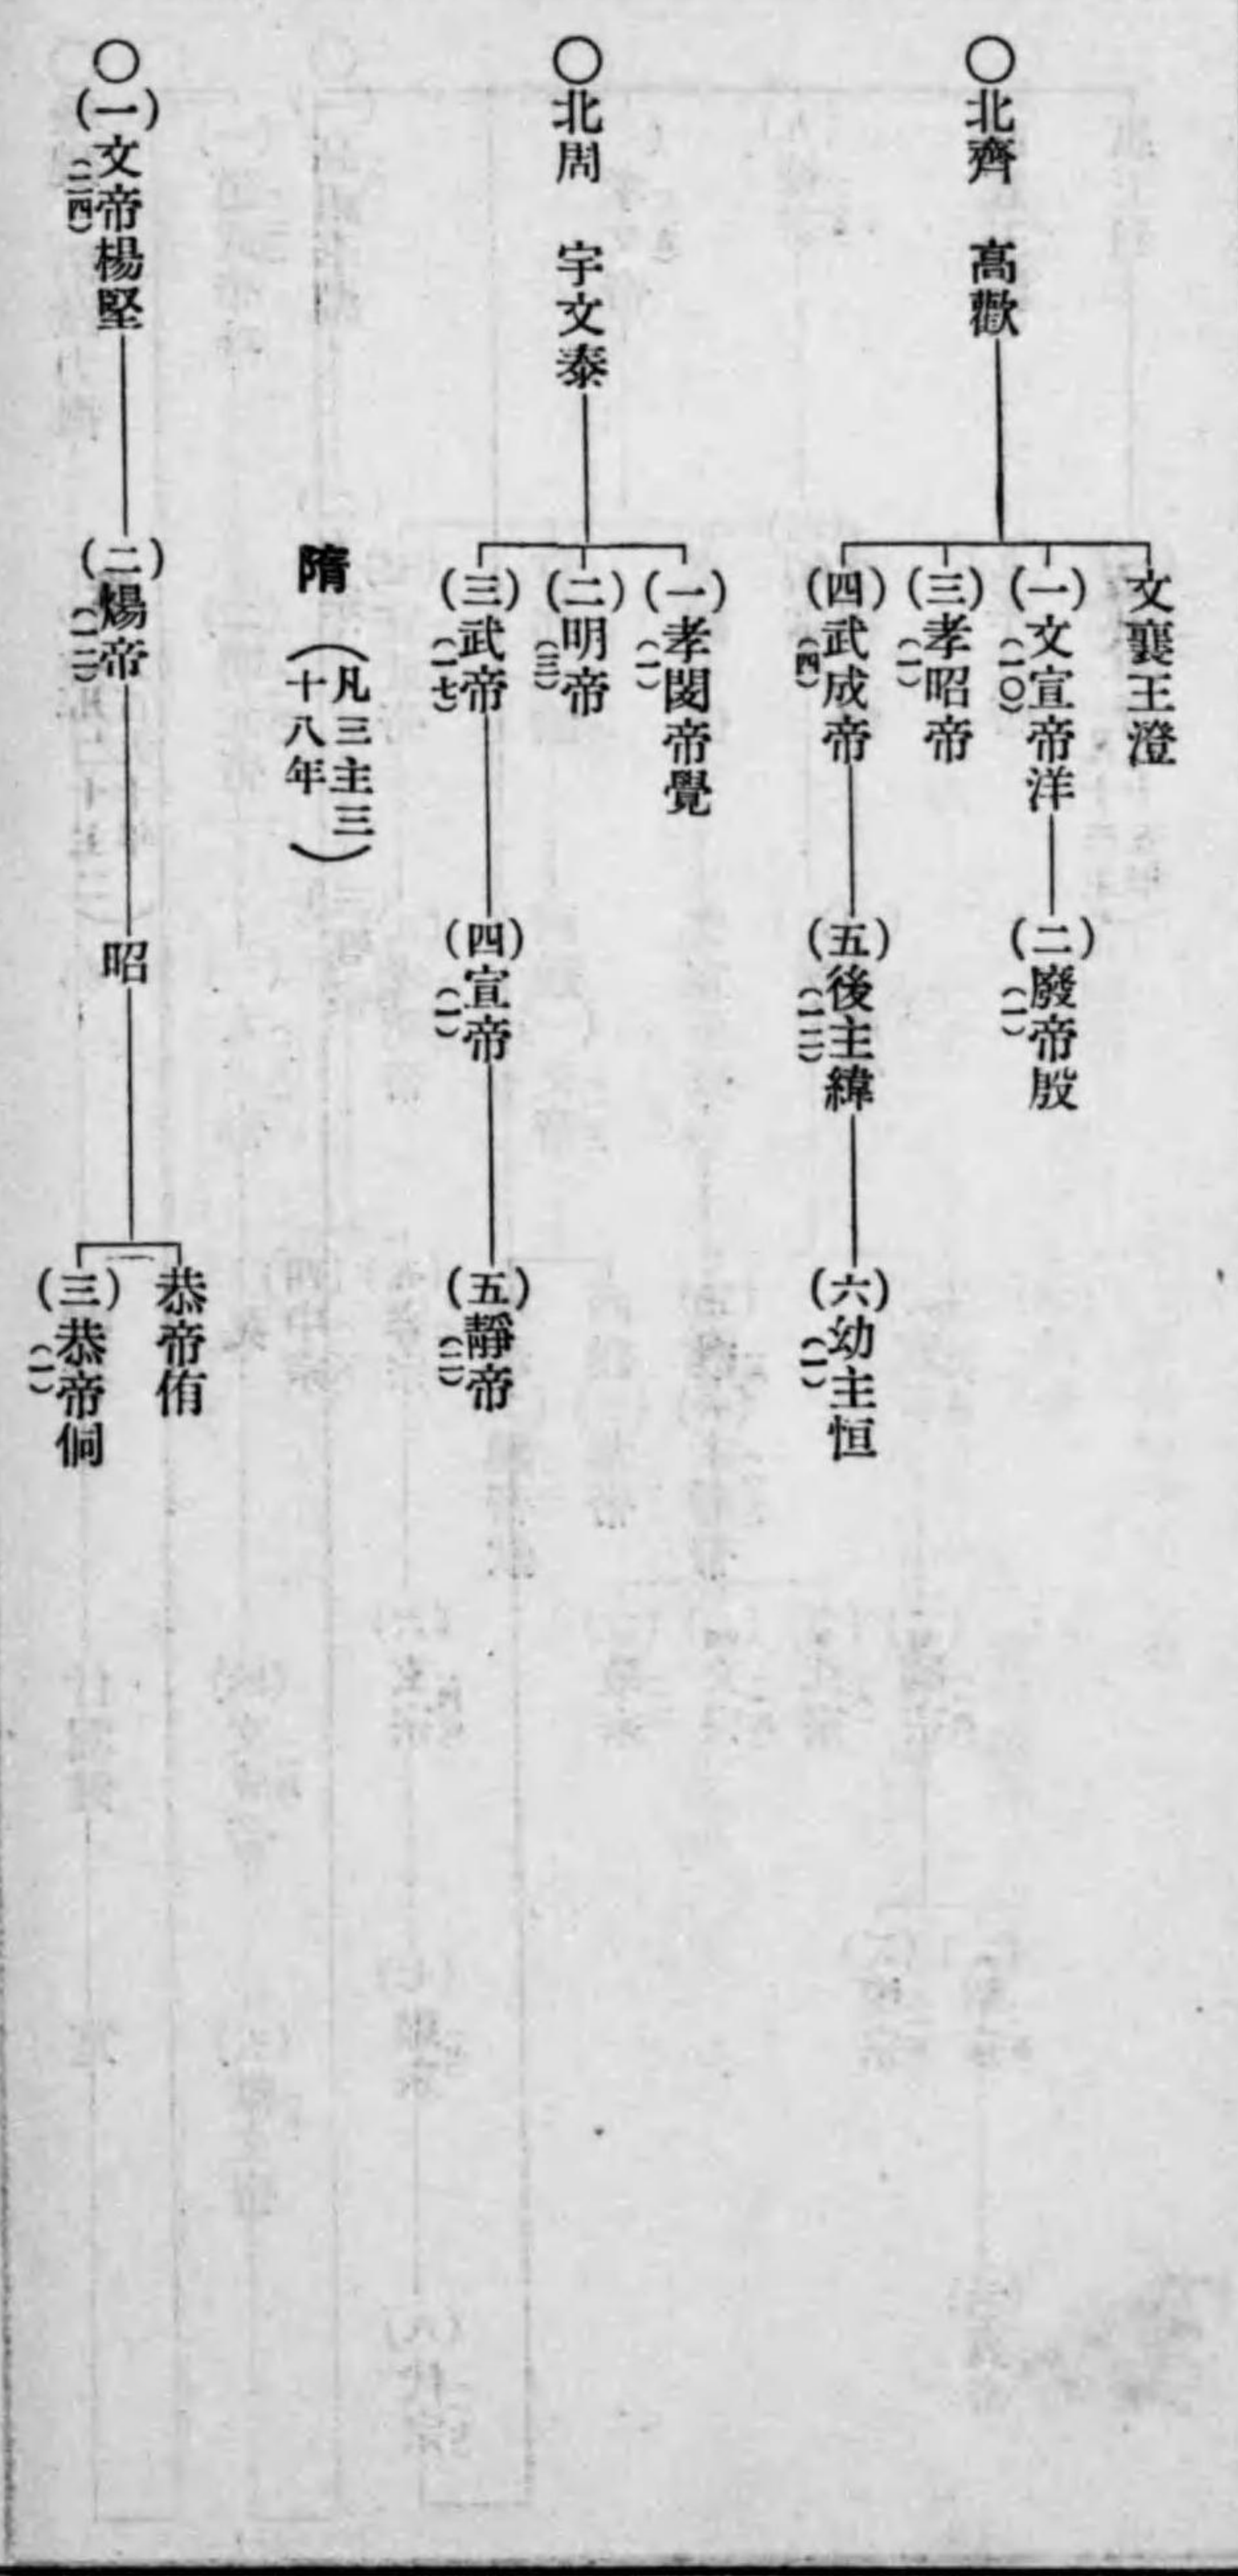 〇北齊　高歡
文襄王澄
(一)文宣帝洋
(一〇)
(二)廢帝殷
(一)
(三)孝昭帝
(一)
(四)武成帝
(四)
(五)後主緯
(一二)
(六)幼主恒
(一)
〇北周　宇文泰
(一)孝閔帝覺
(一)
(二)明帝
(三)
(三)武帝
(一七)
(四)宣帝
(一)
(五)靜帝
(二)
隋
(凡三主三
十八年)
〇(一)文帝楊堅
(二四)
(二)煬帝
(一二)
昭
恭帝侑
(三)恭帝侗
(一)